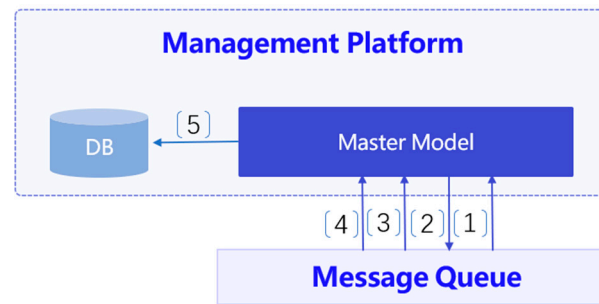 Management Platform
〔5〕
DB
Master Model
〔4〕〔3〕〔2〕〔1〕
Message Queue